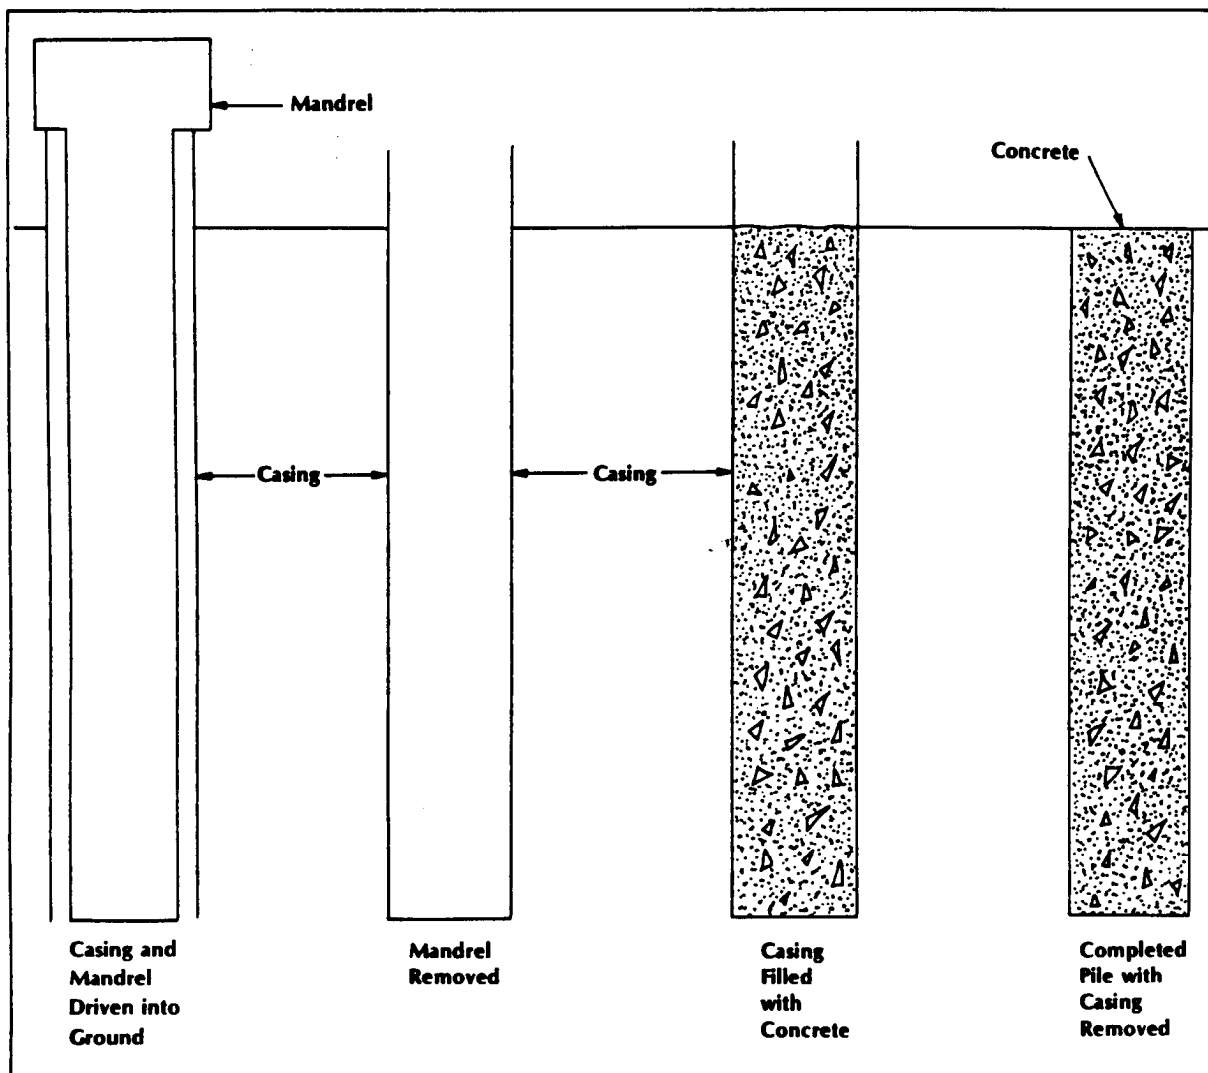 Mandrel
Concrete
Casing
Casing
Casing and
Mandrel
Driven into
Ground
Mandrel
Removed
Casing
Filled
with
Concrete
Completed
Pile with
Casing
Removed